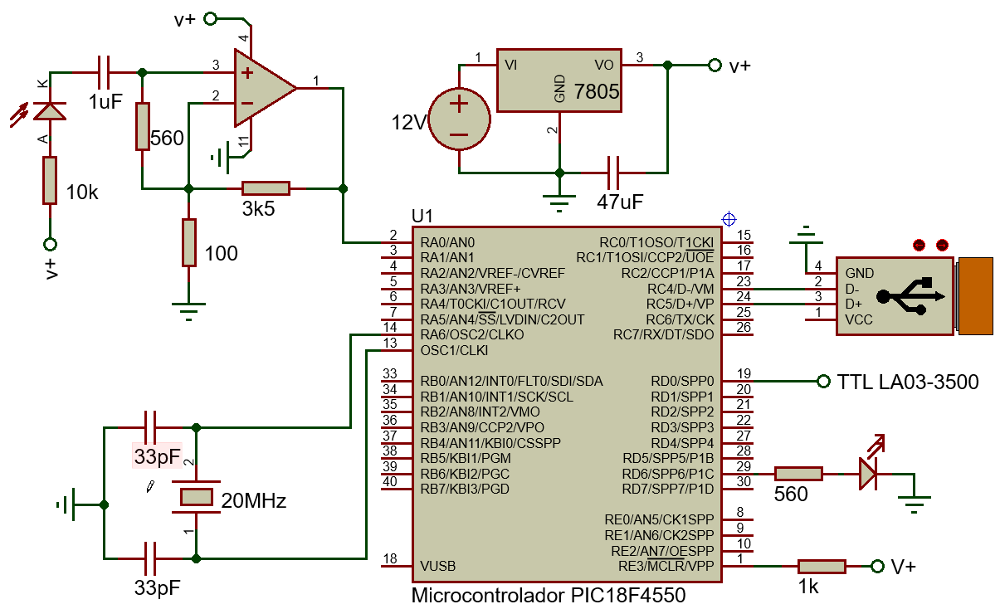 v+
4
3
1
2
11
K
1uF
A
560
10k
3k5
100
v+
1
VI
VO
3
v+
GND
7805
12V
2
47uF
U1
2
RA0/AN0
3
RA1/AN1
4
RA2/AN2/VREF-/CVREF
5
RA3/AN3/VREF+
6
RA4/T0CKI/C1OUT/RCV
7
RA5/AN4/SS/LVDIN/C2OUT
14
RA6/OSC2/CLKO
13
OSC1/CLKI
33
RB0/AN12/INT0/FLT0/SDI/SDA
34
RB1/AN10/INT1/SCK/SCL
35
RB2/AN8/INT2/VMO
36
RB3/AN9/CCP2/VPO
37
RB4/AN11/KBI0/CSSPP
38
RB5/KBI1/PGM
39
RB6/KBI2/PGC
40
RB7/KBI3/PGD
18
VUSB
RC0/T1OSO/T1CKI
15
RC1/T1OSI/CCP2/UOE
16
RC2/CCP1/P1A
17
RC4/D-/VM
23
RC5/D+/VP
24
RC6/TX/CK
25
RC7/RX/DT/SDO
26
RD0/SPP0
19
RD1/SPP1
20
RD2/SPP2
21
RD3/SPP3
22
RD4/SPP4
27
RD5/SPP5/P1B
28
RD6/SPP6/P1C
29
RD7/SPP7/P1D
30
RE0/AN5/CK1SPP
8
RE1/AN6/CK2SPP
9
RE2/AN7/OESPP
10
RE3/MCLR/VPP
1
Microcontrolador PIC18F4550
4
GND
2
D-
3
D+
1
VCC
TTL LA03-3500
560
1k
V+
33pF
2
20MHz
1
33pF